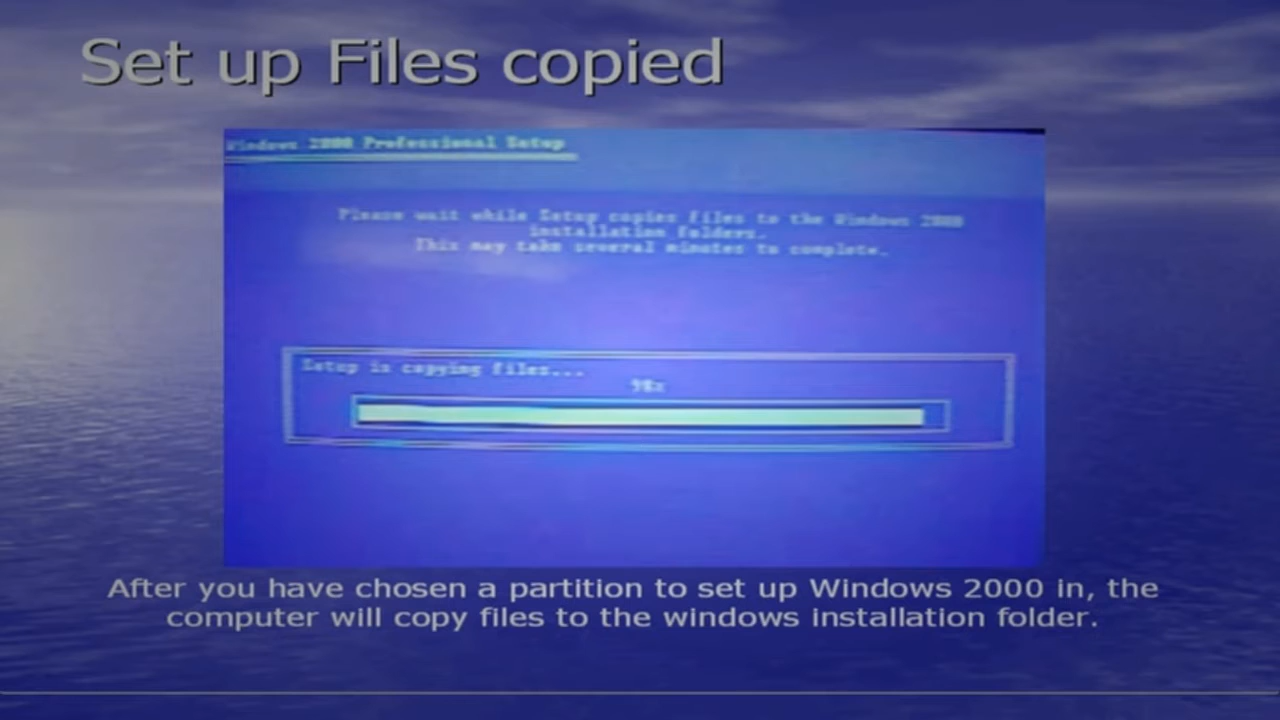 Set up Files copied
Windows 2000 Professional Setup
Please wait while Setup copies files to the Windows 2000
installation folders.
This may take several minutes to complete.
Setup is copying files...
After you have chosen a partition to set up Windows 2000 in, the
computer will copy files to the windows installation folder.